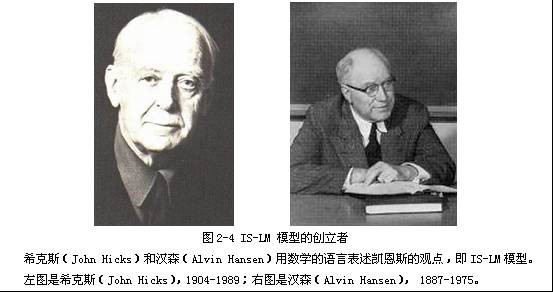 图2-4 IS-LM 模型的创立者
希克斯(John Hicks)和汉森(Alvin Hansen)用数学的语言表述凯恩斯的观点,即 IS-LM 模型。
左图是希克斯(John Hicks),1904-1989;右图是汉森(Alvin Hansen), 1887-1975。